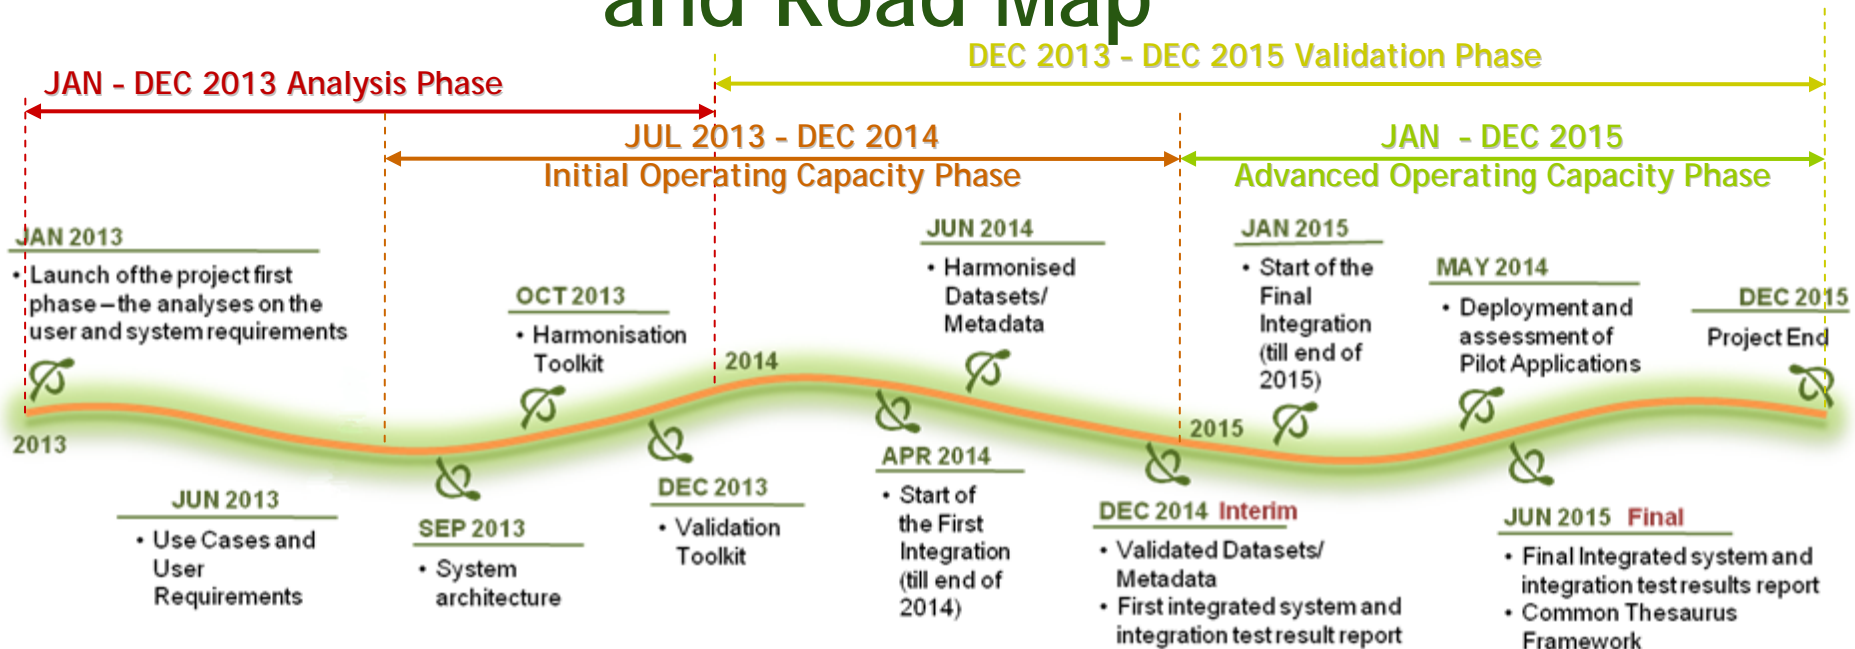 and Road Map
DEC 2013 - DEC 2015 Validation Phase
JAN - DEC 2013 Analysis Phase
JUL 2013 - DEC 2014
Initial Operating Capacity Phase
JAN - DEC 2015
Advanced Operating Capacity Phase
JAN 2013
• Launch of the project first
phase – the analyses on the
user and system requirements
OCT 2013
• Harmonisation
Toolkit
JUN 2014
• Harmonised
Datasets/
Metadata
JAN 2015
• Start of the
Final
Integration
(till end of
2015)
MAY 2014
• Deployment and
assessment of
Pilot Applications
DEC 2015
Project End
2013
2014
2015
JUN 2013
• Use Cases and
User
Requirements
SEP 2013
• System
architecture
DEC 2013
• Validation
Toolkit
APR 2014
• Start of
the First
Integration
(till end of
2014)
DEC 2014 Interim
• Validated Datasets/
Metadata
• First integrated system and
integration test result report
JUN 2015 Final
• Final Integrated system and
integration test results report
• Common Thesaurus
Framework